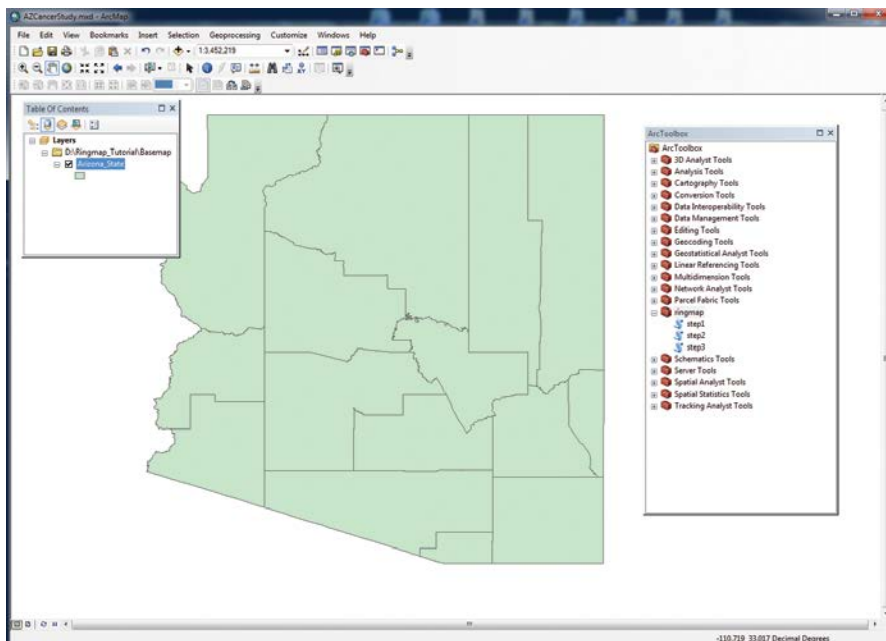 AZCancerStudy.mxd - ArcMap
File Edit View Bookmarks Insert Selection Geoprocessing Customize Windows Help
1:3,452,219
Table Of Contents
Layers
D:\Ringmap_Tutorial\Basemap
Arizona_State
ArcToolbox
ArcToolbox
3D Analyst Tools
Analysis Tools
Cartography Tools
Conversion Tools
Data Interoperability Tools
Data Management Tools
Editing Tools
Geocoding Tools
Geostatistical Analyst Tools
Linear Referencing Tools
Multidimension Tools
Network Analyst Tools
Parcel Fabric Tools
ringmap
step1
step2
step3
Schematics Tools
Server Tools
Spatial Analyst Tools
Spatial Statistics Tools
Tracking Analyst Tools
-110.719 33.017 Decimal Degrees